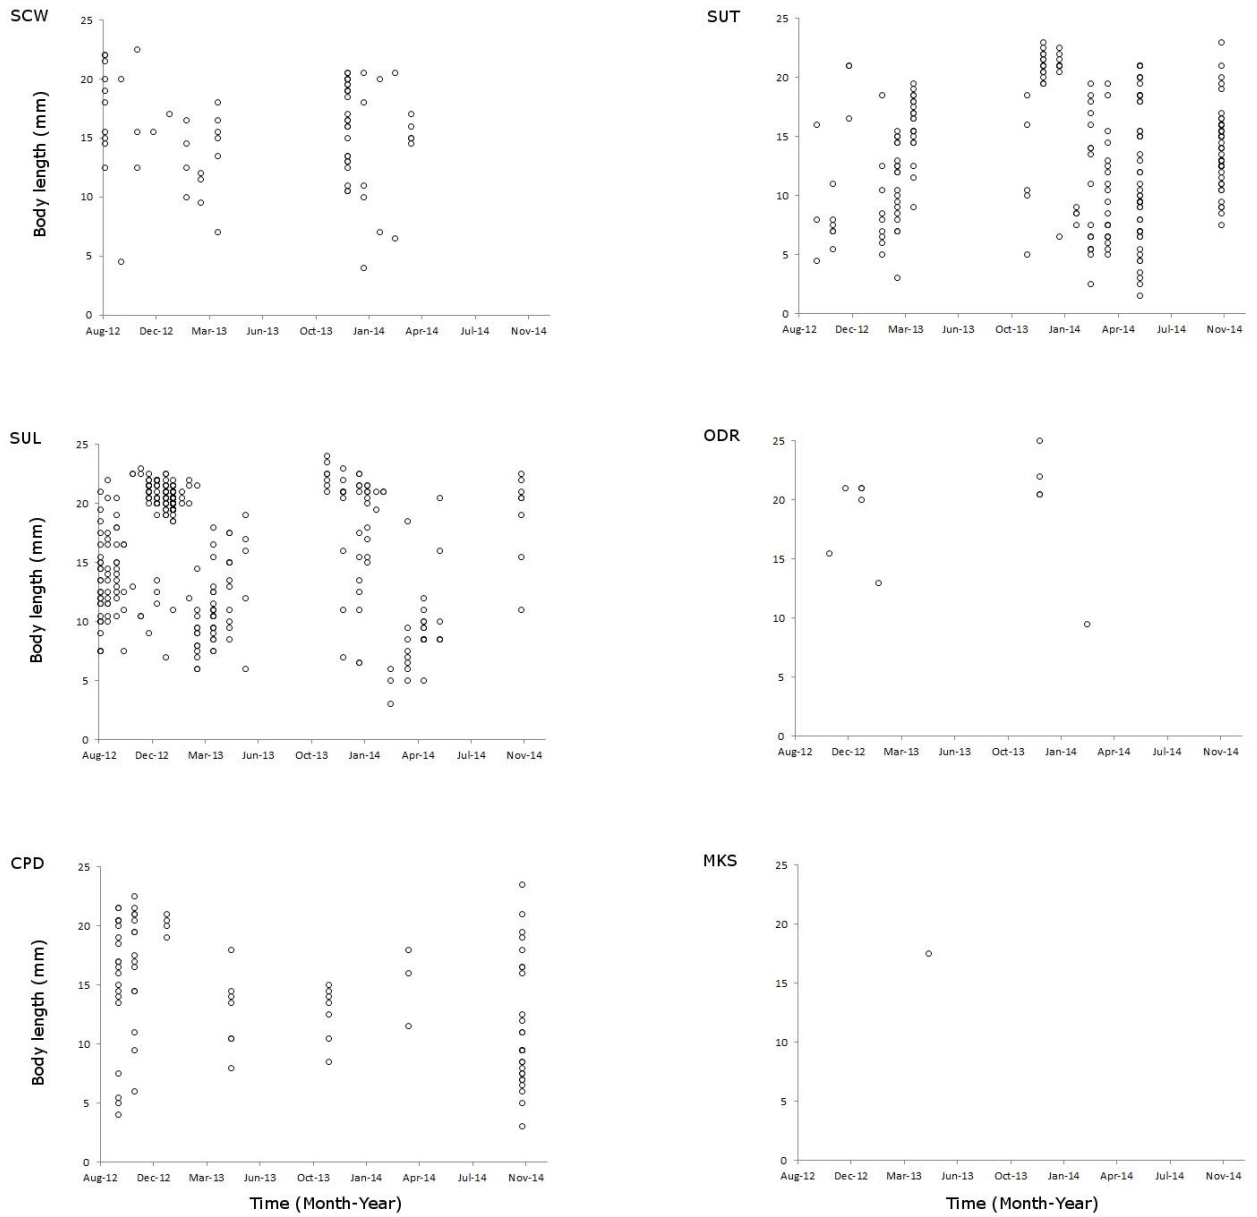 SCW
25
20
15
10
5
0
Body length (mm)
Aug-12 Dec-12 Mar-13 Jun-13 Oct-13 Jan-14 Apr-14 Jul-14 Nov-14
SUT
25
20
15
10
5
0
Aug-12 Dec-12 Mar-13 Jun-13 Oct-13 Jan-14 Apr-14 Jul-14 Nov-14
SUL
25
20
15
10
5
0
Body length (mm)
Aug-12 Dec-12 Mar-13 Jun-13 Oct-13 Jan-14 Apr-14 Jul-14 Nov-14
ODR
25
20
15
10
5
0
Aug-12 Dec-12 Mar-13 Jun-13 Oct-13 Jan-14 Apr-14 Jul-14 Nov-14
CPD
25
20
15
10
5
0
Body length (mm)
Aug-12 Dec-12 Mar-13 Jun-13 Oct-13 Jan-14 Apr-14 Jul-14 Nov-14
Time (Month-Year)
MKS
25
20
15
10
5
0
Aug-12 Dec-12 Mar-13 Jun-13 Oct-13 Jan-14 Apr-14 Jul-14 Nov-14
Time (Month-Year)